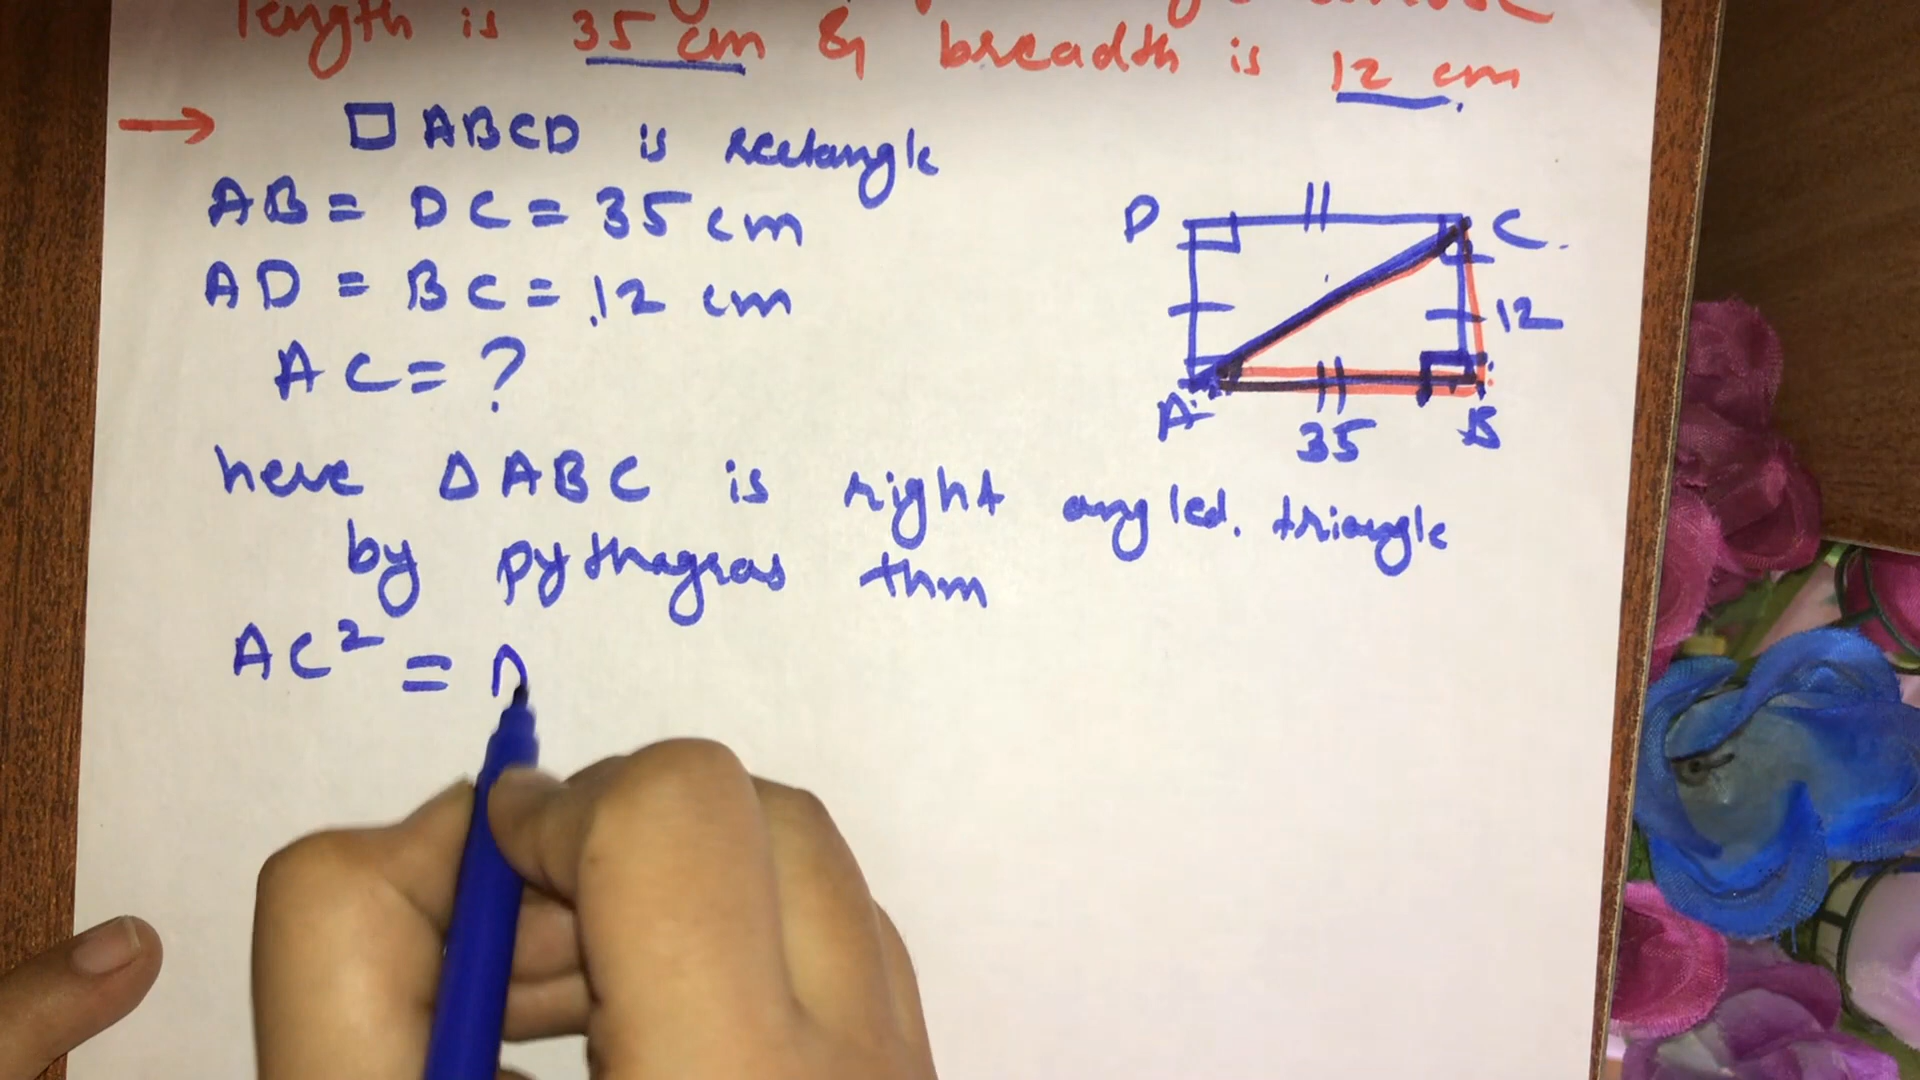 length is 35 cm & breadth is 12 cm
□ ABCD is rectangle
AB = DC = 35 cm
AD = BC = 12 cm
AC = ?
D C
12
A 35 B
here Δ ABC is right angled. triangle
by pythagras thm
AC² =